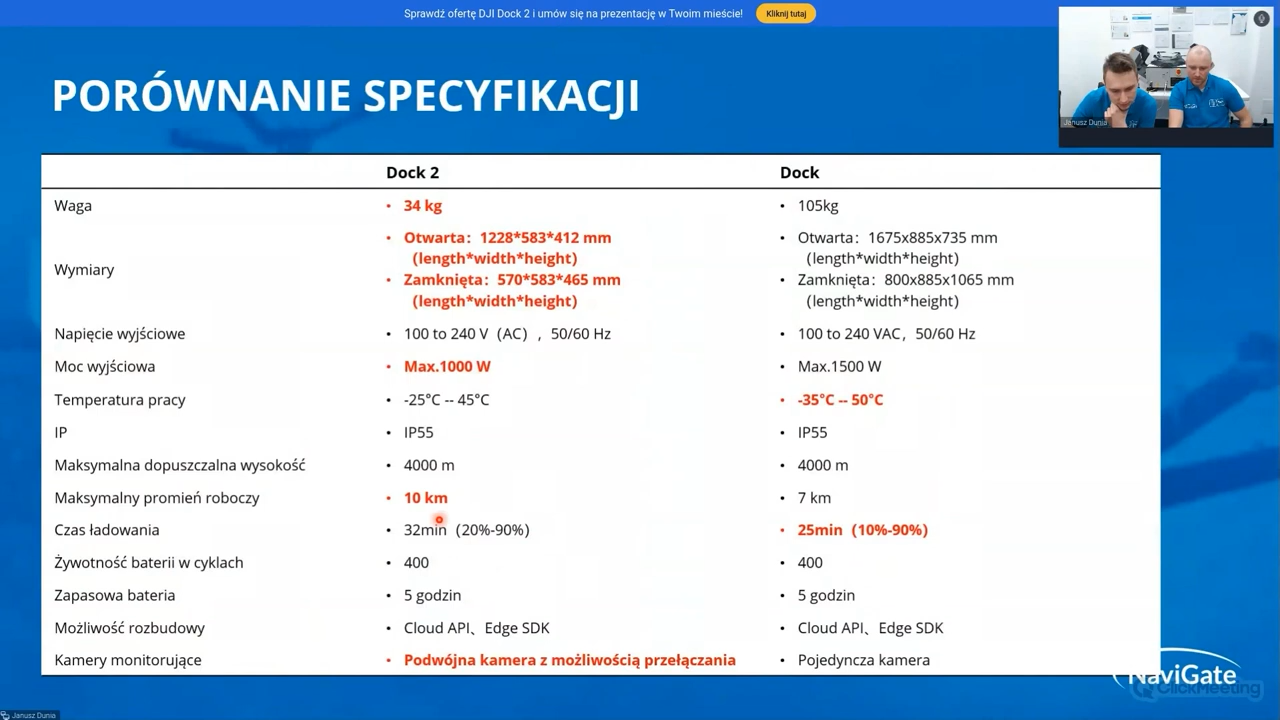 Sprawdź ofertę DJI Dock 2 i umów się na prezentację w Twoim mieście!
Kliknij tutaj
PORÓWNANIE SPECYFIKACJI
Janusz Dunia
Dock 2
Dock
Waga
• 34 kg
• 105kg
Wymiary
• Otwarta：1228*583*412 mm
（length*width*height）
• Zamknięta：570*583*465 mm
（length*width*height）
• Otwarta：1675x885x735 mm
（length*width*height）
• Zamknięta：800x885x1065 mm
（length*width*height）
Napięcie wyjściowe
• 100 to 240 V（AC），50/60 Hz
• 100 to 240 VAC，50/60 Hz
Moc wyjściowa
• Max.1000 W
• Max.1500 W
Temperatura pracy
• -25°C -- 45°C
• -35°C -- 50°C
IP
• IP55
• IP55
Maksymalna dopuszczalna wysokość
• 4000 m
• 4000 m
Maksymalny promień roboczy
• 10 km
• 7 km
Czas ładowania
• 32min（20%-90%）
• 25min（10%-90%）
Żywotność baterii w cyklach
• 400
• 400
Zapasowa bateria
• 5 godzin
• 5 godzin
Możliwość rozbudowy
• Cloud API、Edge SDK
• Cloud API、Edge SDK
Kamery monitorujące
• Podwójna kamera z możliwością przełączania
• Pojedyncza kamera
NaviGate
ClickMeeting
Janusz Dunia